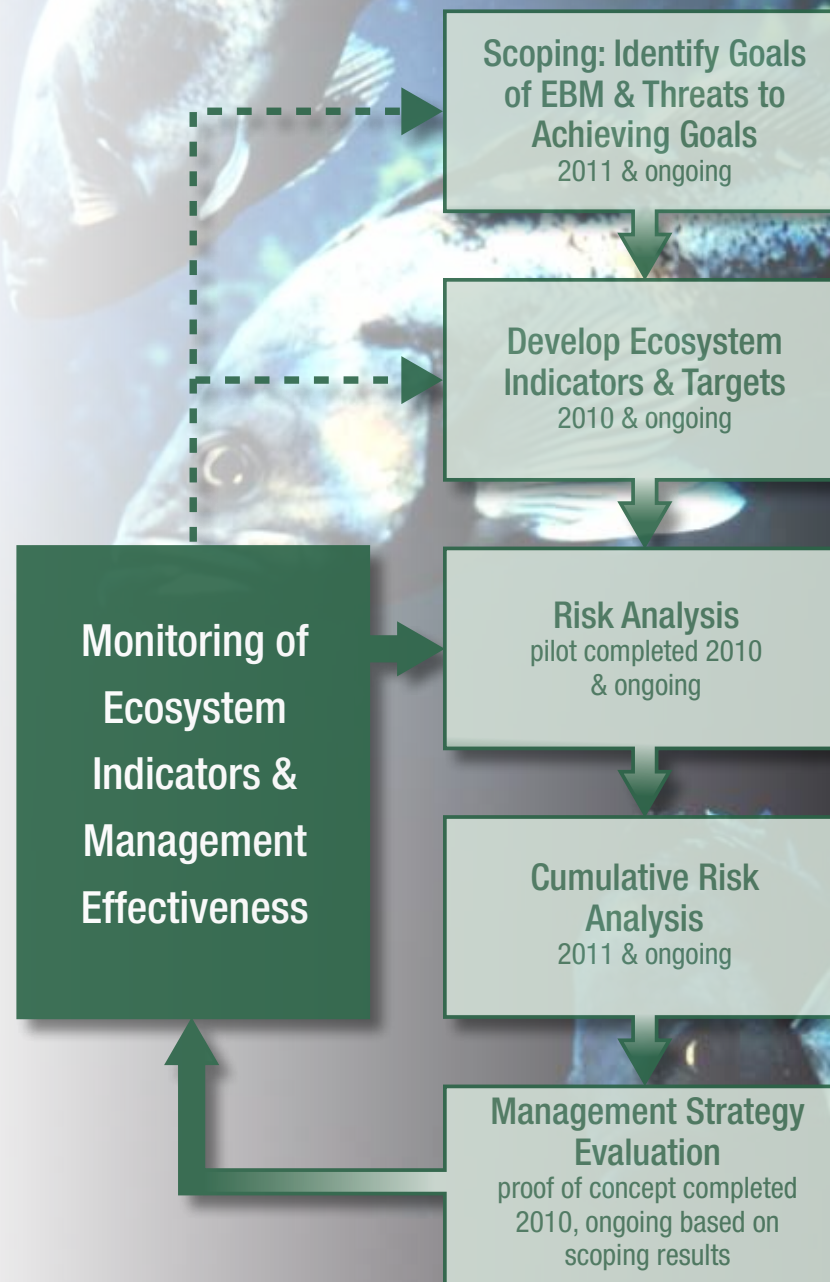 Scoping: Identify Goals
of EBM & Threats to
Achieving Goals
2011 & ongoing
Develop Ecosystem
Indicators & Targets
2010 & ongoing
Risk Analysis
pilot completed 2010
& ongoing
Monitoring of
Ecosystem
Indicators &
Management
Effectiveness
Cumulative Risk
Analysis
2011 & ongoing
Management Strategy
Evaluation
proof of concept completed
2010, ongoing based on
scoping results